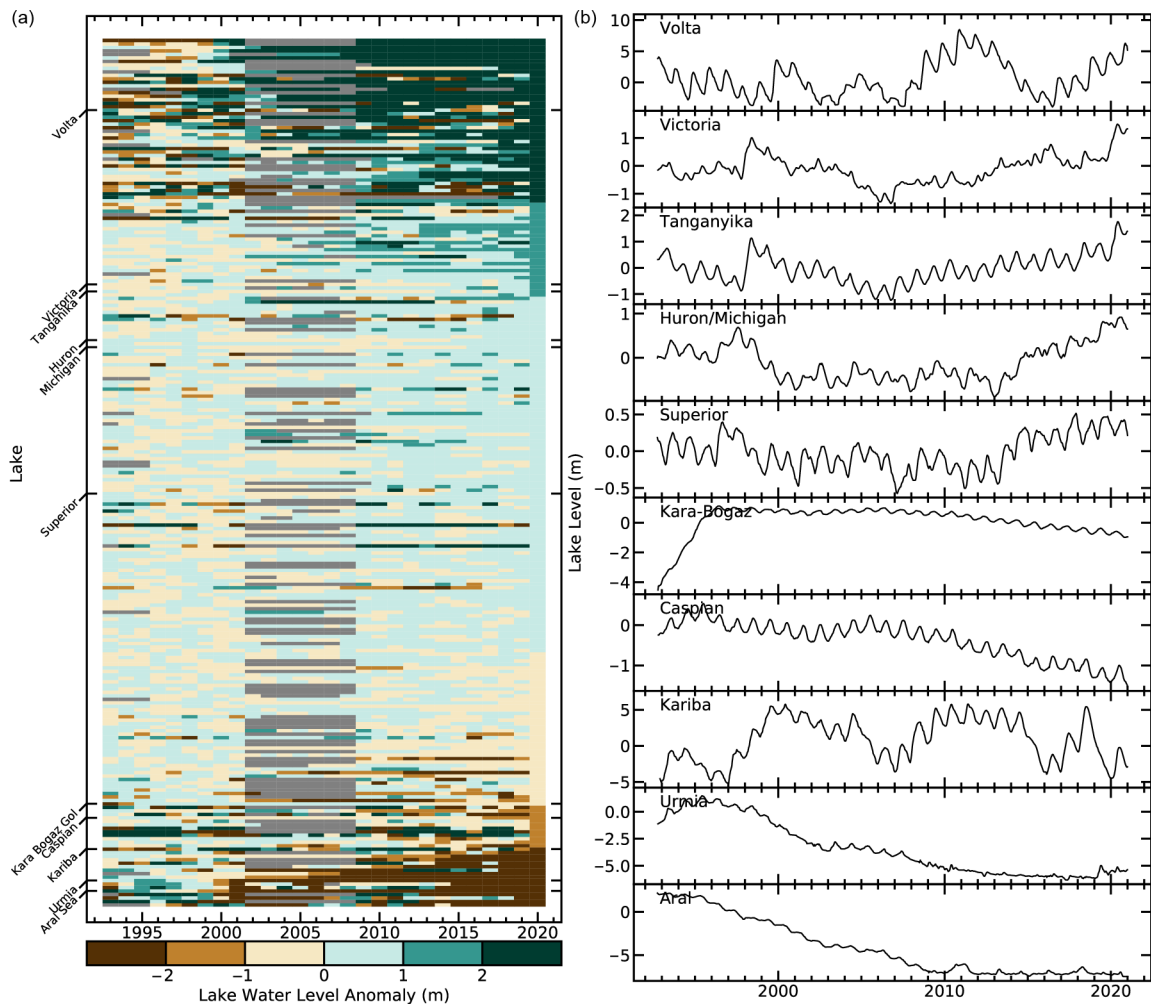 (a)
Volta
Victoria
Tanganika
Huron
Michigan
Superior
Kara Bogaz Gol
Caspian
Kariba
Urmia
Aral Sea
Lake
1995 2000 2005 2010 2015 2020
−2 −1 0 1 2
Lake Water Level Anomaly (m)
(b)
Volta
10
5
0
Victoria
1
0
−1
Tanganyika
2
1
0
−1
Huron/Michigan
1
0
Superior
0.5
0.0
−0.5
Kara-Bogaz
0
−2
−4
Caspian
0
−1
Kariba
5
0
−5
Urmia
0.0
−2.5
−5.0
Aral
0
−5
Lake Level (m)
2000 2010 2020